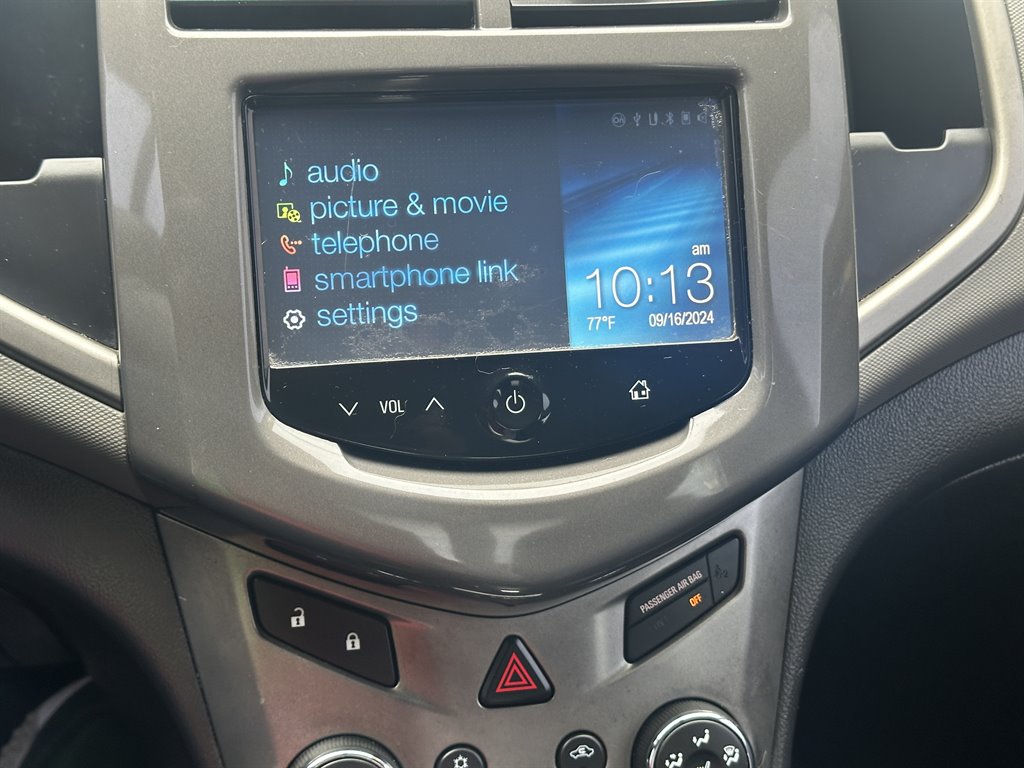 audio
picture & movie
telephone
smartphone link
settings
am
10:13
77°F 09/16/2024
VOL
PASSENGER AIR BAG
OFF